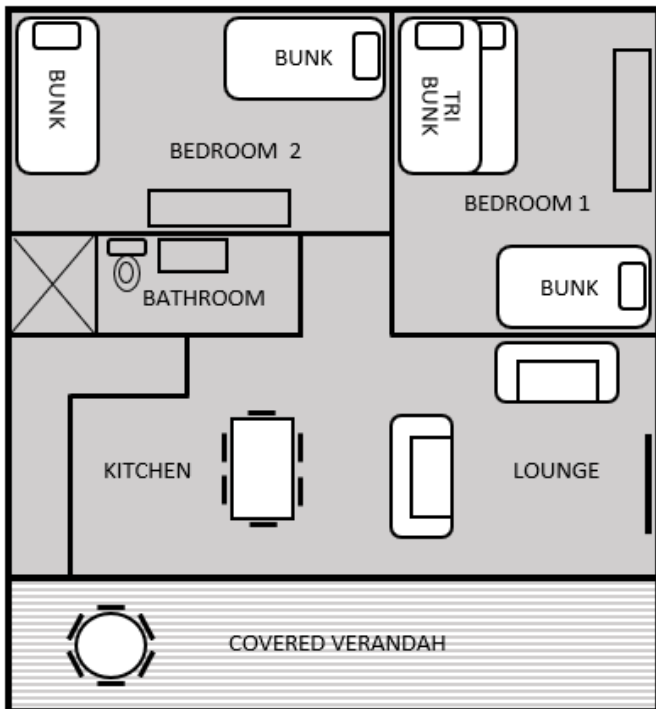 BUNK
BUNK
TRI
BUNK
BEDROOM 2
BEDROOM 1
BUNK
BATHROOM
KITCHEN
LOUNGE
COVERED VERANDAH